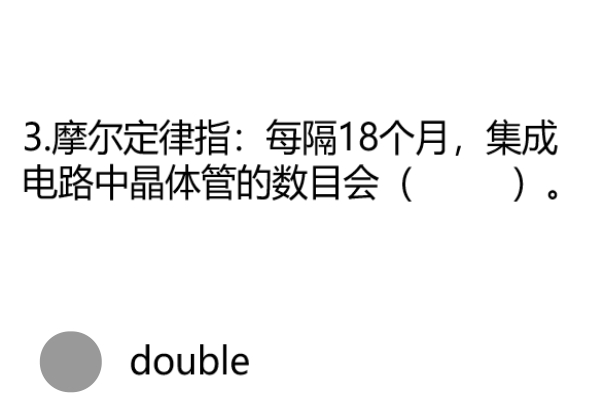 3.摩尔定律指：每隔18个月，集成
电路中晶体管的数目会（　　）。
double